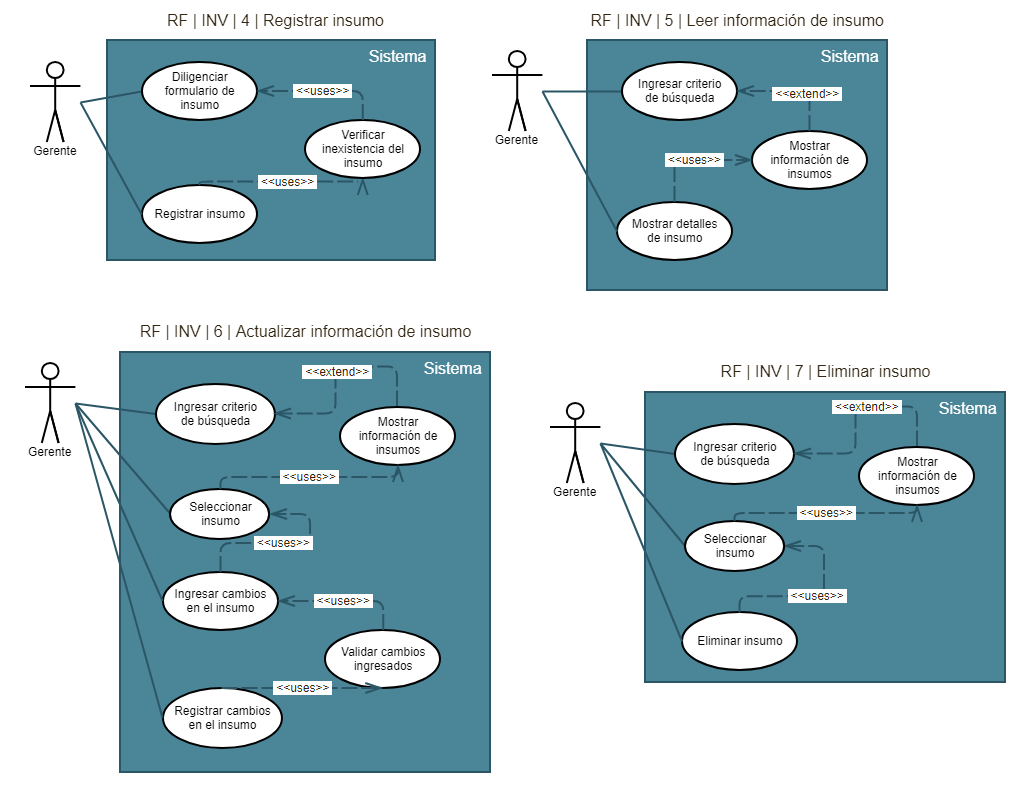 RF | INV | 4 | Registrar insumo
Sistema
Gerente
Diligenciar
formulario de
insumo
<<uses>>
Verificar
inexistencia del
insumo
<<uses>>
Registrar insumo
RF | INV | 5 | Leer información de insumo
Sistema
Gerente
Ingresar criterio
de búsqueda
<<extend>>
Mostrar
información de
insumos
<<uses>>
Mostrar detalles
de insumo
RF | INV | 6 | Actualizar información de insumo
Sistema
Gerente
<<extend>>
Ingresar criterio
de búsqueda
Mostrar
información de
insumos
<<uses>>
Seleccionar
insumo
<<uses>>
Ingresar cambios
en el insumo
<<uses>>
Validar cambios
ingresados
<<uses>>
Registrar cambios
en el insumo
RF | INV | 7 | Eliminar insumo
Sistema
Gerente
<<extend>>
Ingresar criterio
de búsqueda
Mostrar
información de
insumos
<<uses>>
Seleccionar
insumo
<<uses>>
Eliminar insumo